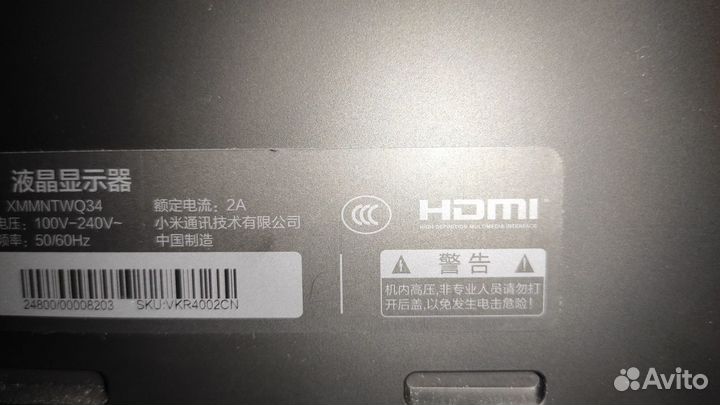 液晶显示器
XMMNTWQ34 额定电流: 2A
电压: 100V~240V~ 小米通讯技术有限公司
频率: 50/60Hz 中国制造
24800/00008203 SKU:VKR4002CN
CCC
HDMI
HIGH-DEFINITION MULTIMEDIA INTERFACE
警告
机内高压,非专业人员请勿打
开后盖,以免发生电击危险!
Avito